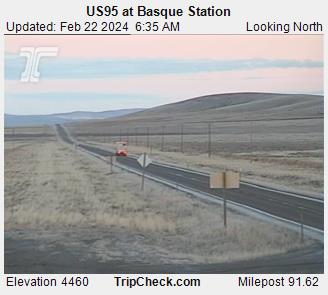 US95 at Basque Station
Updated: Feb 22 2024 6:35 AM Looking North
Elevation 4460 TripCheck.com Milepost 91.62